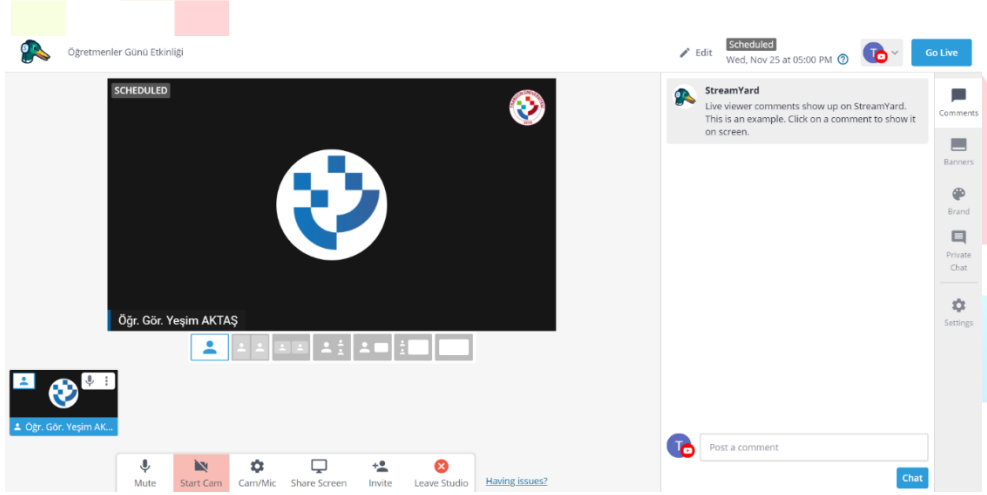 Öğretmenler Günü Etkinliği
Edit
Scheduled
Wed, Nov 25 at 05:00 PM
T
Go Live
SCHEDULED
Öğr. Gör. Yeşim AKTAŞ
Öğr. Gör. Yeşim AK...
Mute
Start Cam
Cam/Mic
Share Screen
Invite
Leave Studio
Having issues?
StreamYard
Live viewer comments show up on StreamYard.
This is an example. Click on a comment to show it
on screen.
T
Post a comment
Chat
Comments
Banners
Brand
Private
Chat
Settings